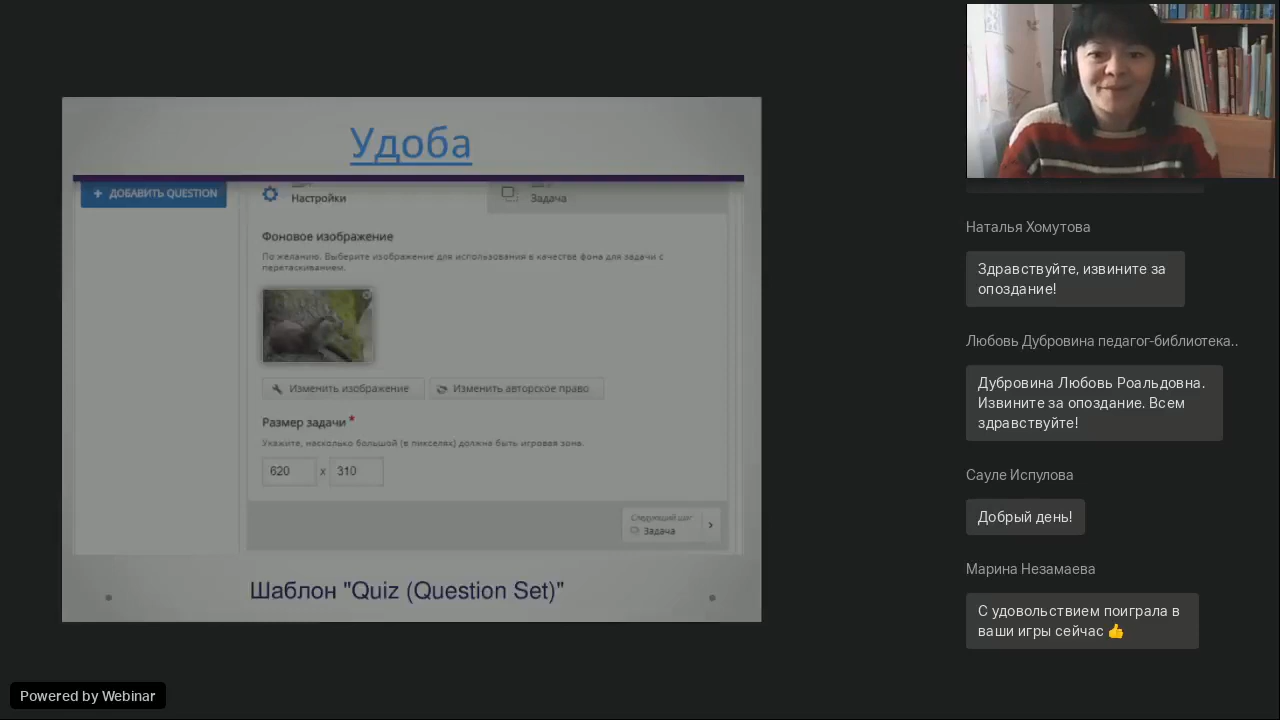 Удоба
ДОБАВИТЬ QUESTION
Настройки
Задача
Фоновое изображение
По желанию. Выберите изображение для использования в качестве фона для задачи с
перетаскиванием.
Изменить изображение
Изменить авторское право
Размер задачи *
Укажите, насколько большой (в пикселях) должна быть игровая зона.
620 x 310
Следующий шаг
Задача
Шаблон "Quiz (Question Set)"
Наталья Хомутова
Здравствуйте, извините за
опоздание!
Любовь Дубровина педагог-библиотека..
Дубровина Любовь Роальдовна.
Извините за опоздание. Всем
здравствуйте!
Сауле Испулова
Добрый день!
Марина Незамаева
С удовольствием поиграла в
ваши игры сейчас 👍
Powered by Webinar